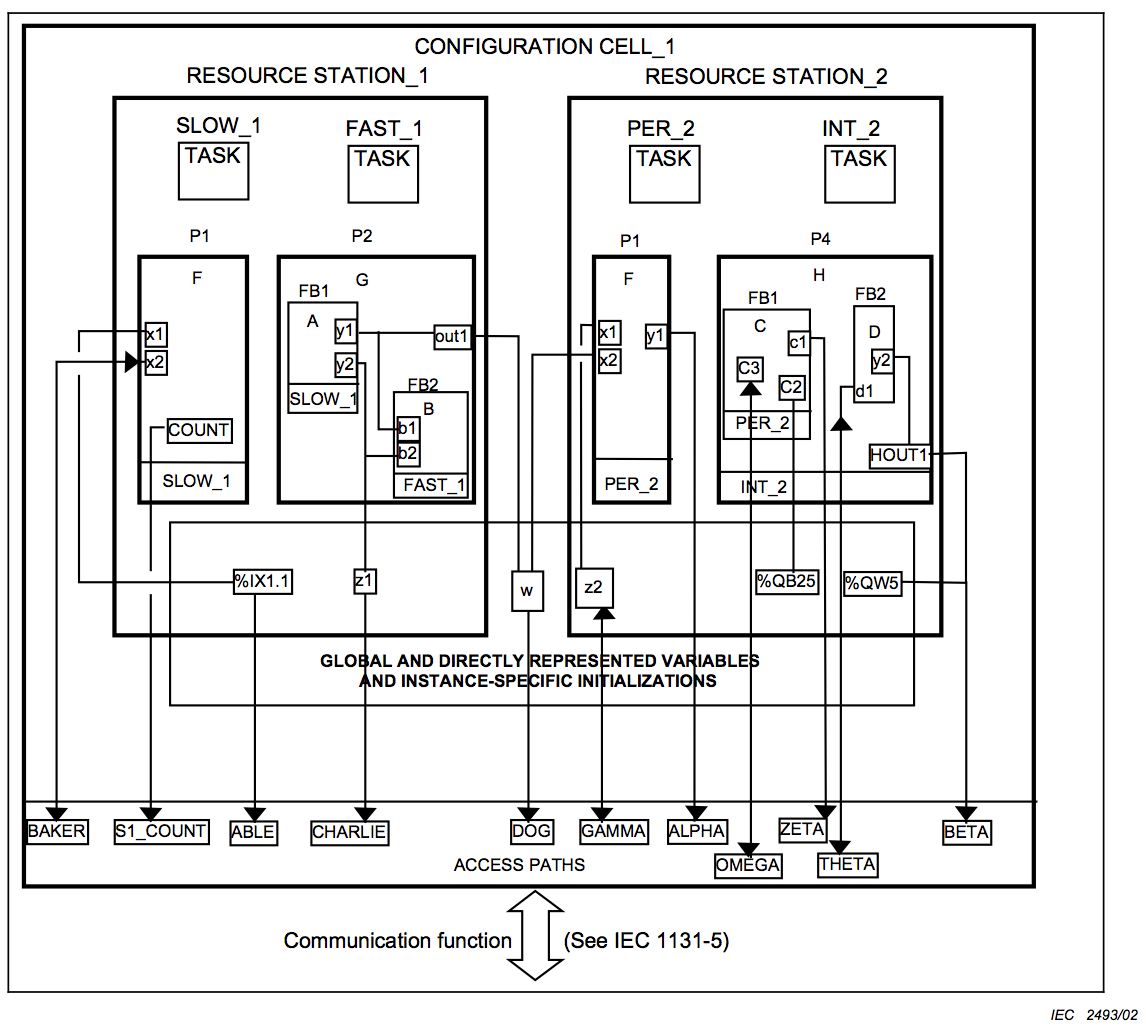 CONFIGURATION CELL_1
RESOURCE STATION_1
RESOURCE STATION_2
SLOW_1
TASK
FAST_1
TASK
PER_2
TASK
INT_2
TASK
P1
F
x1
x2
COUNT
SLOW_1
P2
G
FB1
A
y1
y2
SLOW_1
out1
FB2
B
b1
b2
FAST_1
P1
F
x1
x2
y1
PER_2
P4
H
FB1
C
c1
C3
C2
PER_2
FB2
D
y2
d1
HOUT1
INT_2
%IX1.1
z1
w
z2
%QB25
%QW5
GLOBAL AND DIRECTLY REPRESENTED VARIABLES
AND INSTANCE-SPECIFIC INITIALIZATIONS
BAKER
S1_COUNT
ABLE
CHARLIE
DOG
GAMMA
ALPHA
ZETA
BETA
OMEGA
THETA
ACCESS PATHS
Communication function
(See IEC 1131-5)
IEC 2493/02